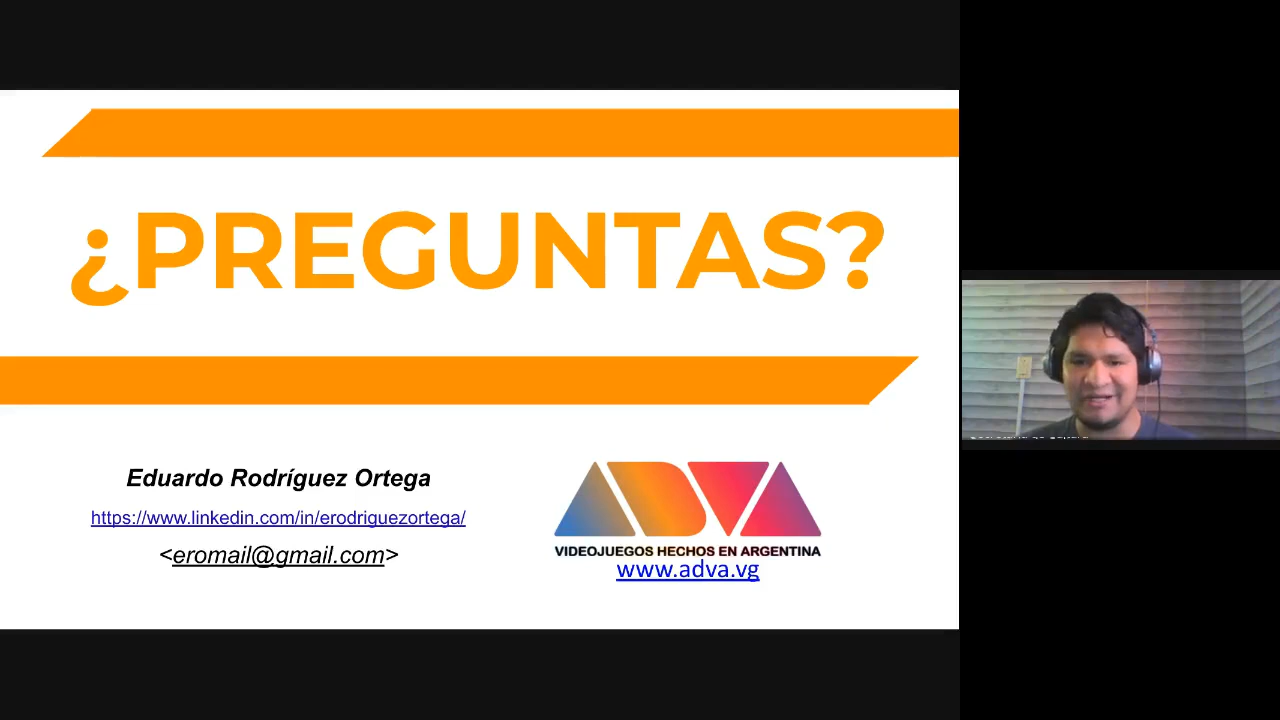 ¿PREGUNTAS?
Eduardo Rodríguez Ortega
https://www.linkedin.com/in/erodriguezortega/
<eromail@gmail.com>
ADVA
VIDEOJUEGOS HECHOS EN ARGENTINA
www.adva.vg